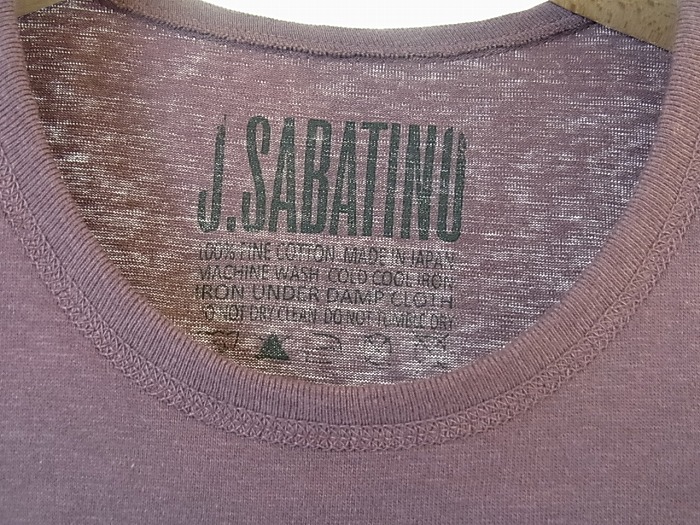 J.SABATINO
100% FINE COTTON MADE IN JAPAN
MACHINE WASH COLD COOL IRON
IRON UNDER DAMP CLOTH
DO NOT DRY CLEAN DO NOT TUMBLE DRY